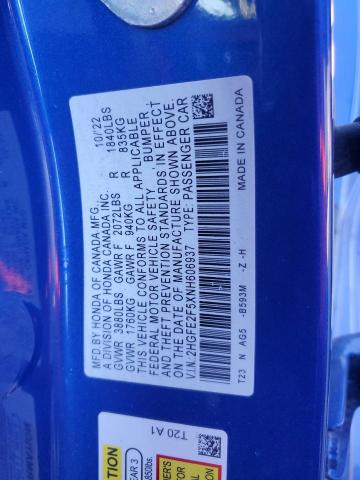 MFD BY HONDA OF CANADA MFG. 10/'22
A DIVISION OF HONDA CANADA INC.
GVWR 3880LBS GAWR F 2072LBS R 1840LBS
GVWR 1760KG GAWR F 940KG R 835KG
THIS VEHICLE CONFORMS TO ALL APPLICABLE
FEDERAL MOTOR VEHICLE SAFETY, BUMPER,
AND THEFT PREVENTION STANDARDS IN EFFECT
ON THE DATE OF MANUFACTURE SHOWN ABOVE.
V.I.N. 2HGFE2F5XNH606937 TYPE: PASSENGER CAR
T23 N AG5 -B593M -Z -H MADE IN CANADA
T20 A1